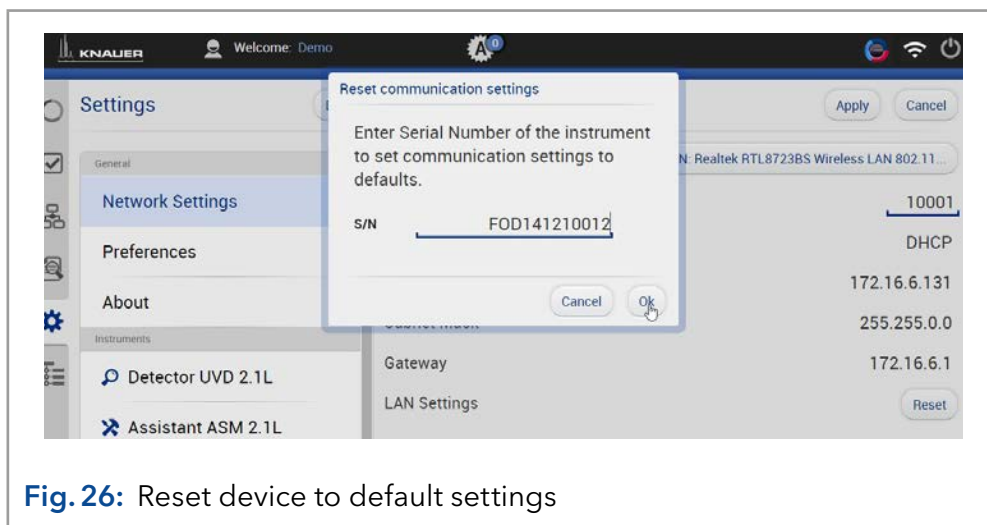 KNAUER
Welcome: Demo
A 0
Settings
Reset communication settings
Apply
Cancel
Enter Serial Number of the instrument
to set communication settings to
defaults.
S/N FOD141210012
Cancel
Ok
General
Network Settings
Preferences
About
Instruments
Detector UVD 2.1L
Assistant ASM 2.1L
N: Realtek RTL8723BS Wireless LAN 802.11...
10001
DHCP
172.16.6.131
255.255.0.0
Gateway 172.16.6.1
LAN Settings Reset
Fig. 26: Reset device to default settings